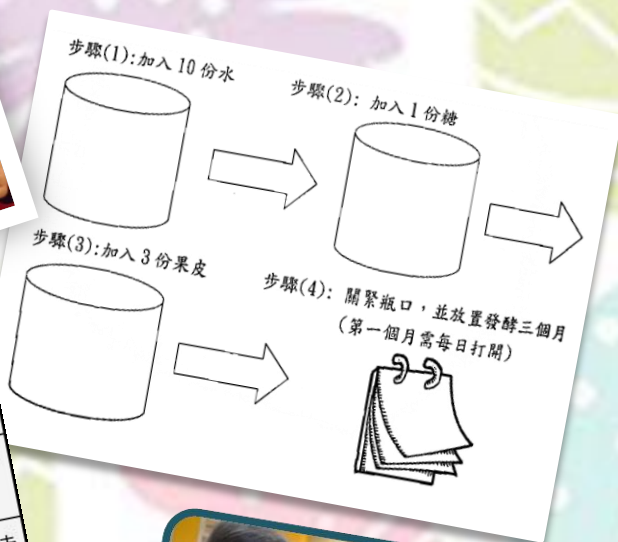 步驟(1):加入 10 份水
步驟(2): 加入 1 份糖
步驟(3):加入 3 份果皮
步驟(4): 關緊瓶口，並放置發酵三個月
(第一個月需每日打開)